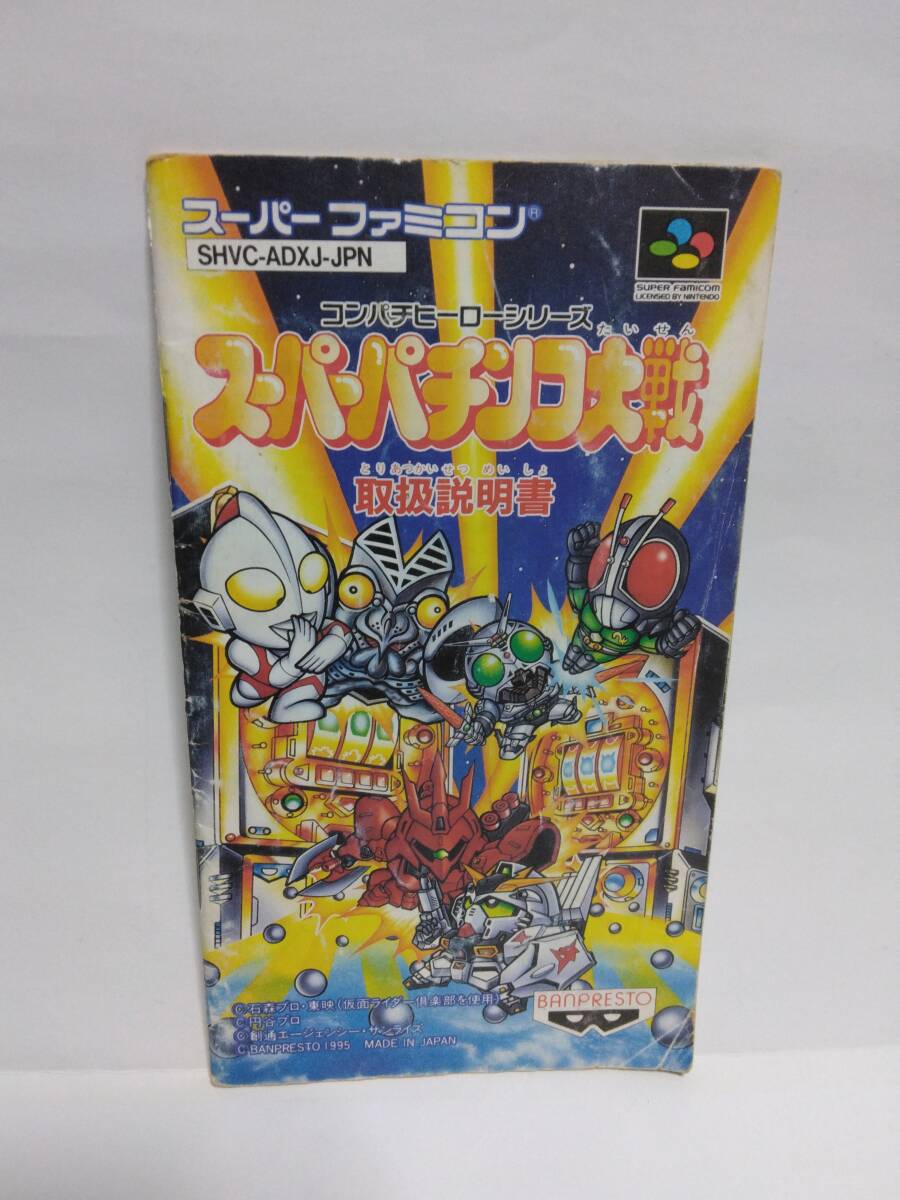 スーパーファミコン®
SHVC-ADXJ-JPN
SUPER FAMICOM
LICENSED BY NINTENDO
コンパチヒーローシリーズ
たいせん
スーパーパチンコ大戦
とりあつかいせつめいしょ
取扱説明書
© 石森プロ・東映(仮面ライダー倶楽部を使用)
© 円谷プロ
© 創通エージェンシー・サンライズ
© BANPRESTO 1995 MADE IN JAPAN
BANPRESTO